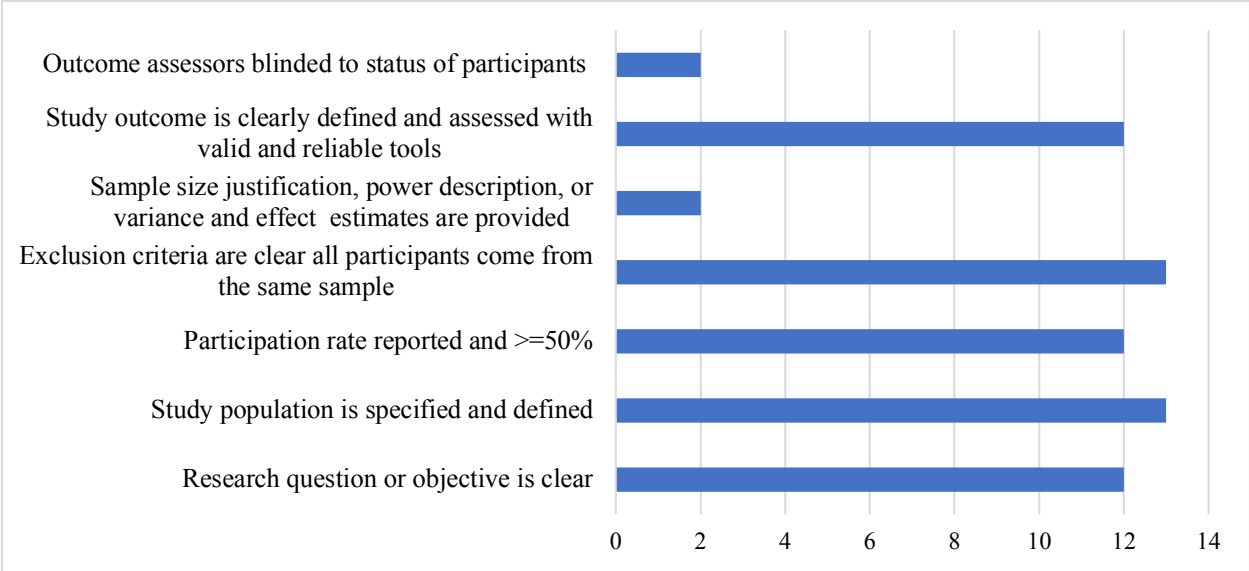 Outcome assessors blinded to status of participants
Study outcome is clearly defined and assessed with
valid and reliable tools
Sample size justification, power description, or
variance and effect  estimates are provided
Exclusion criteria are clear all participants come from
the same sample
Participation rate reported and >=50%
Study population is specified and defined
Research question or objective is clear
0 2 4 6 8 10 12 14